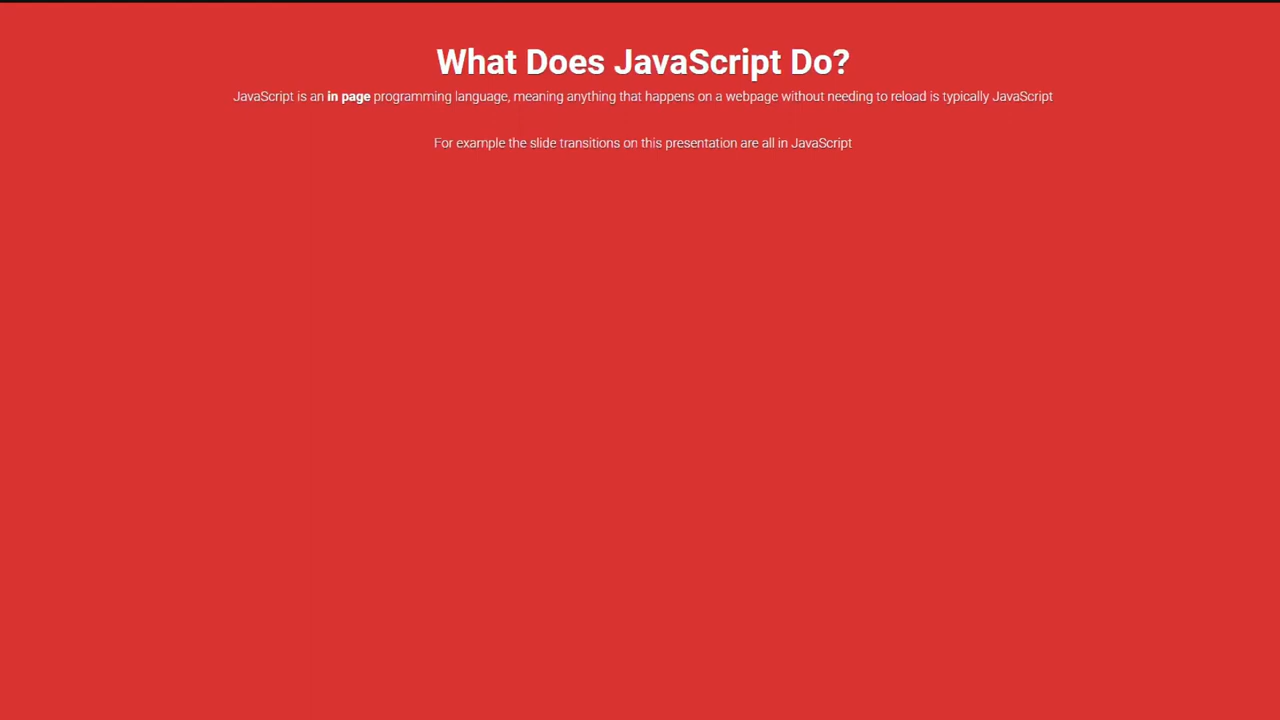 What Does JavaScript Do?
JavaScript is an in page programming language, meaning anything that happens on a webpage without needing to reload is typically JavaScript
For example the slide transitions on this presentation are all in JavaScript